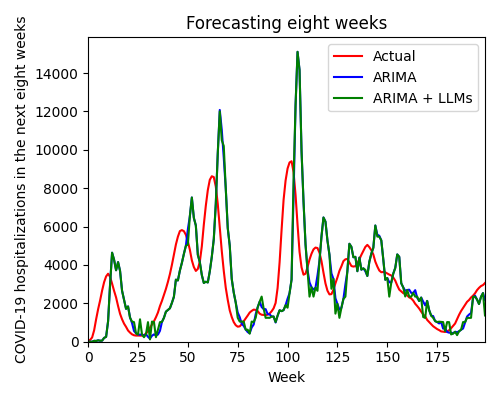 Forecasting eight weeks
COVID-19 hospitalizations in the next eight weeks
14000
12000
10000
8000
6000
4000
2000
0
Actual
ARIMA
ARIMA + LLMs
0 25 50 75 100 125 150 175
Week